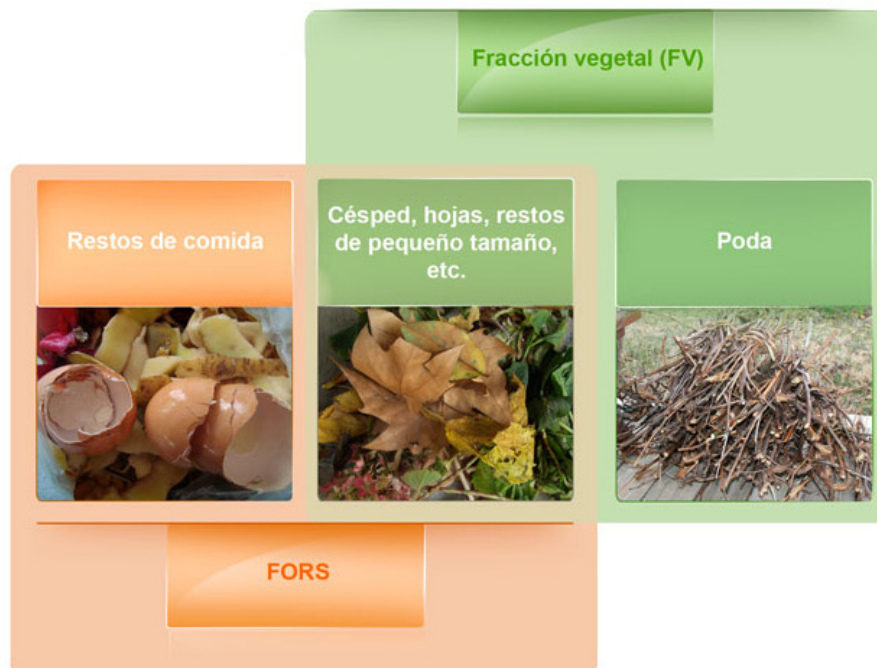 Fracción vegetal (FV)
Restos de comida
Césped, hojas, restos
de pequeño tamaño,
etc.
Poda
FORS